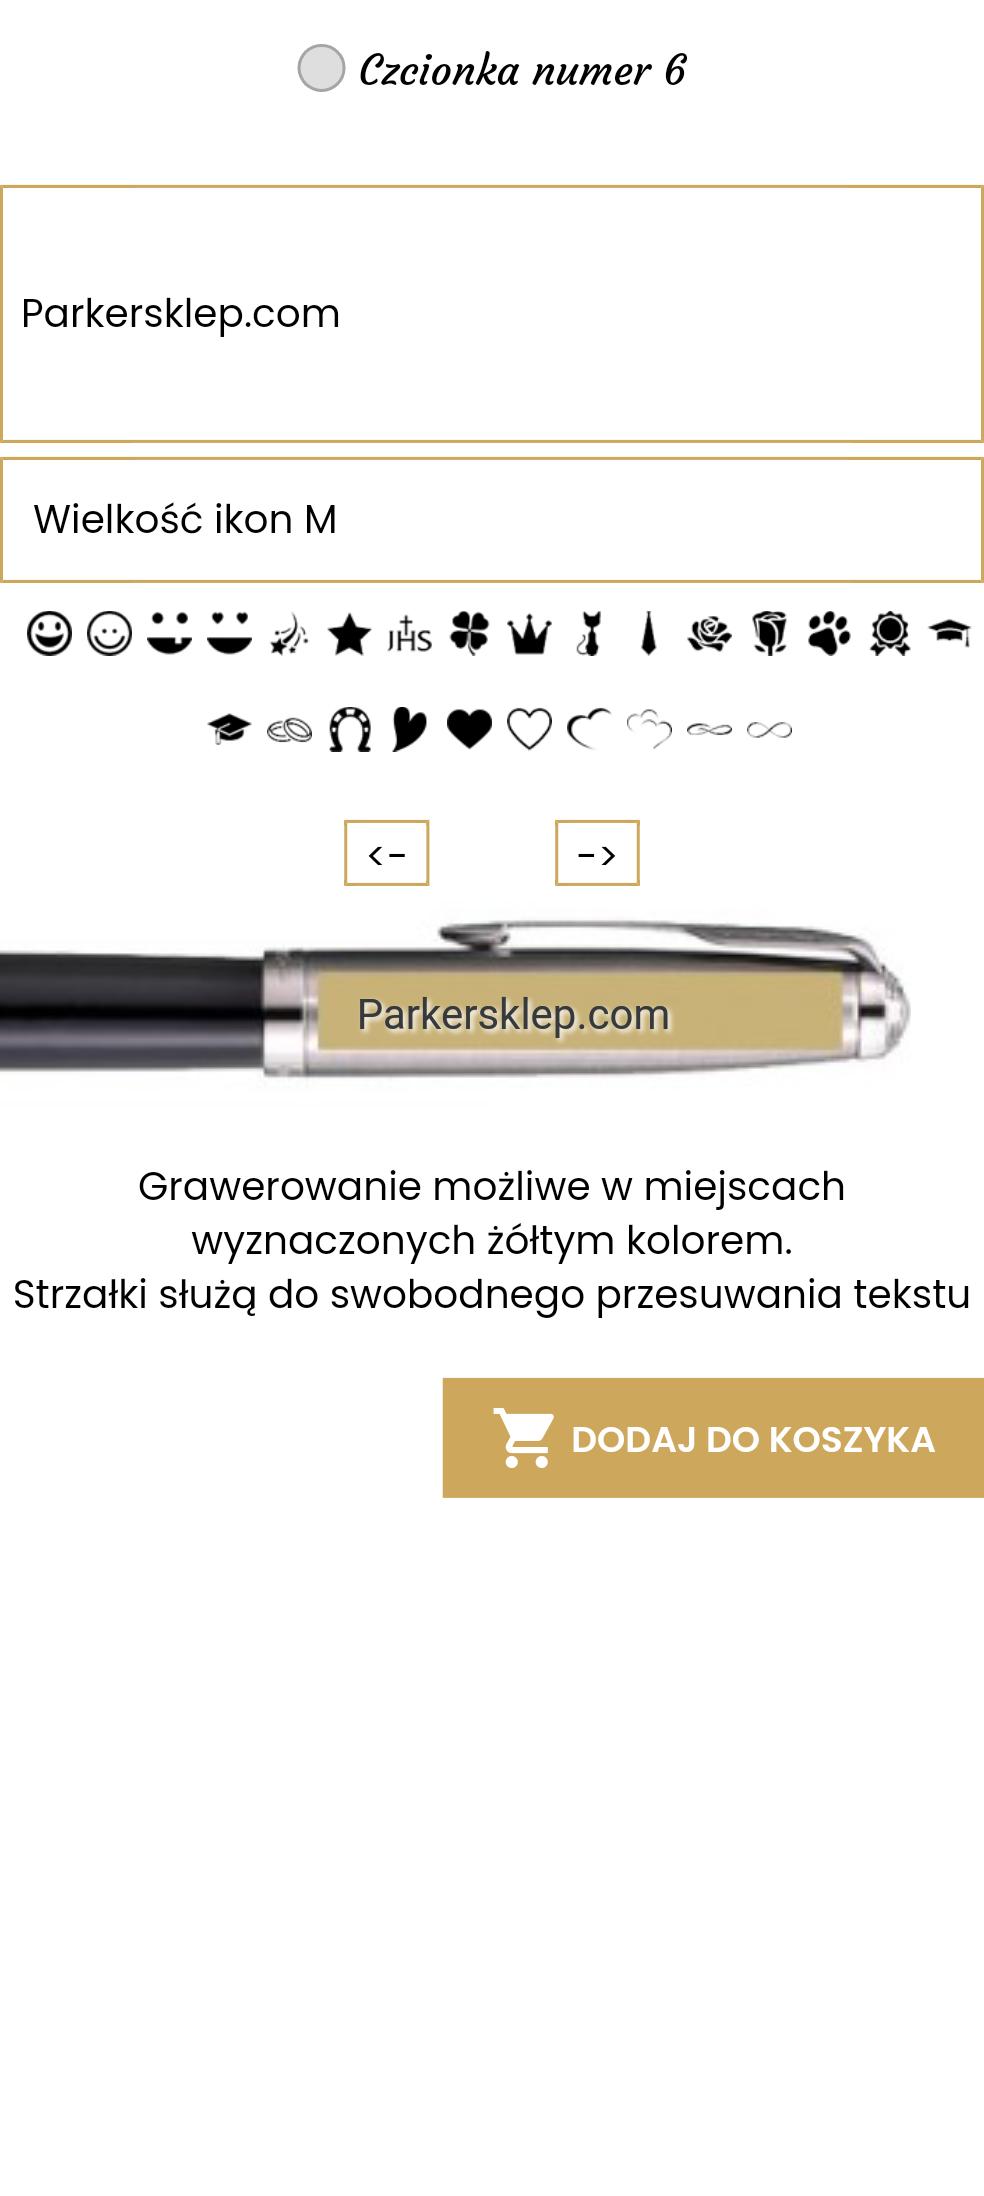 Czcionka numer 6
Parkersklep.com
Wielkość ikon M
JHS
<- ->
Parkersklep.com
Grawerowanie możliwe w miejscach
wyznaczonych żółtym kolorem.
Strzałki służą do swobodnego przesuwania tekstu
DODAJ DO KOSZYKA